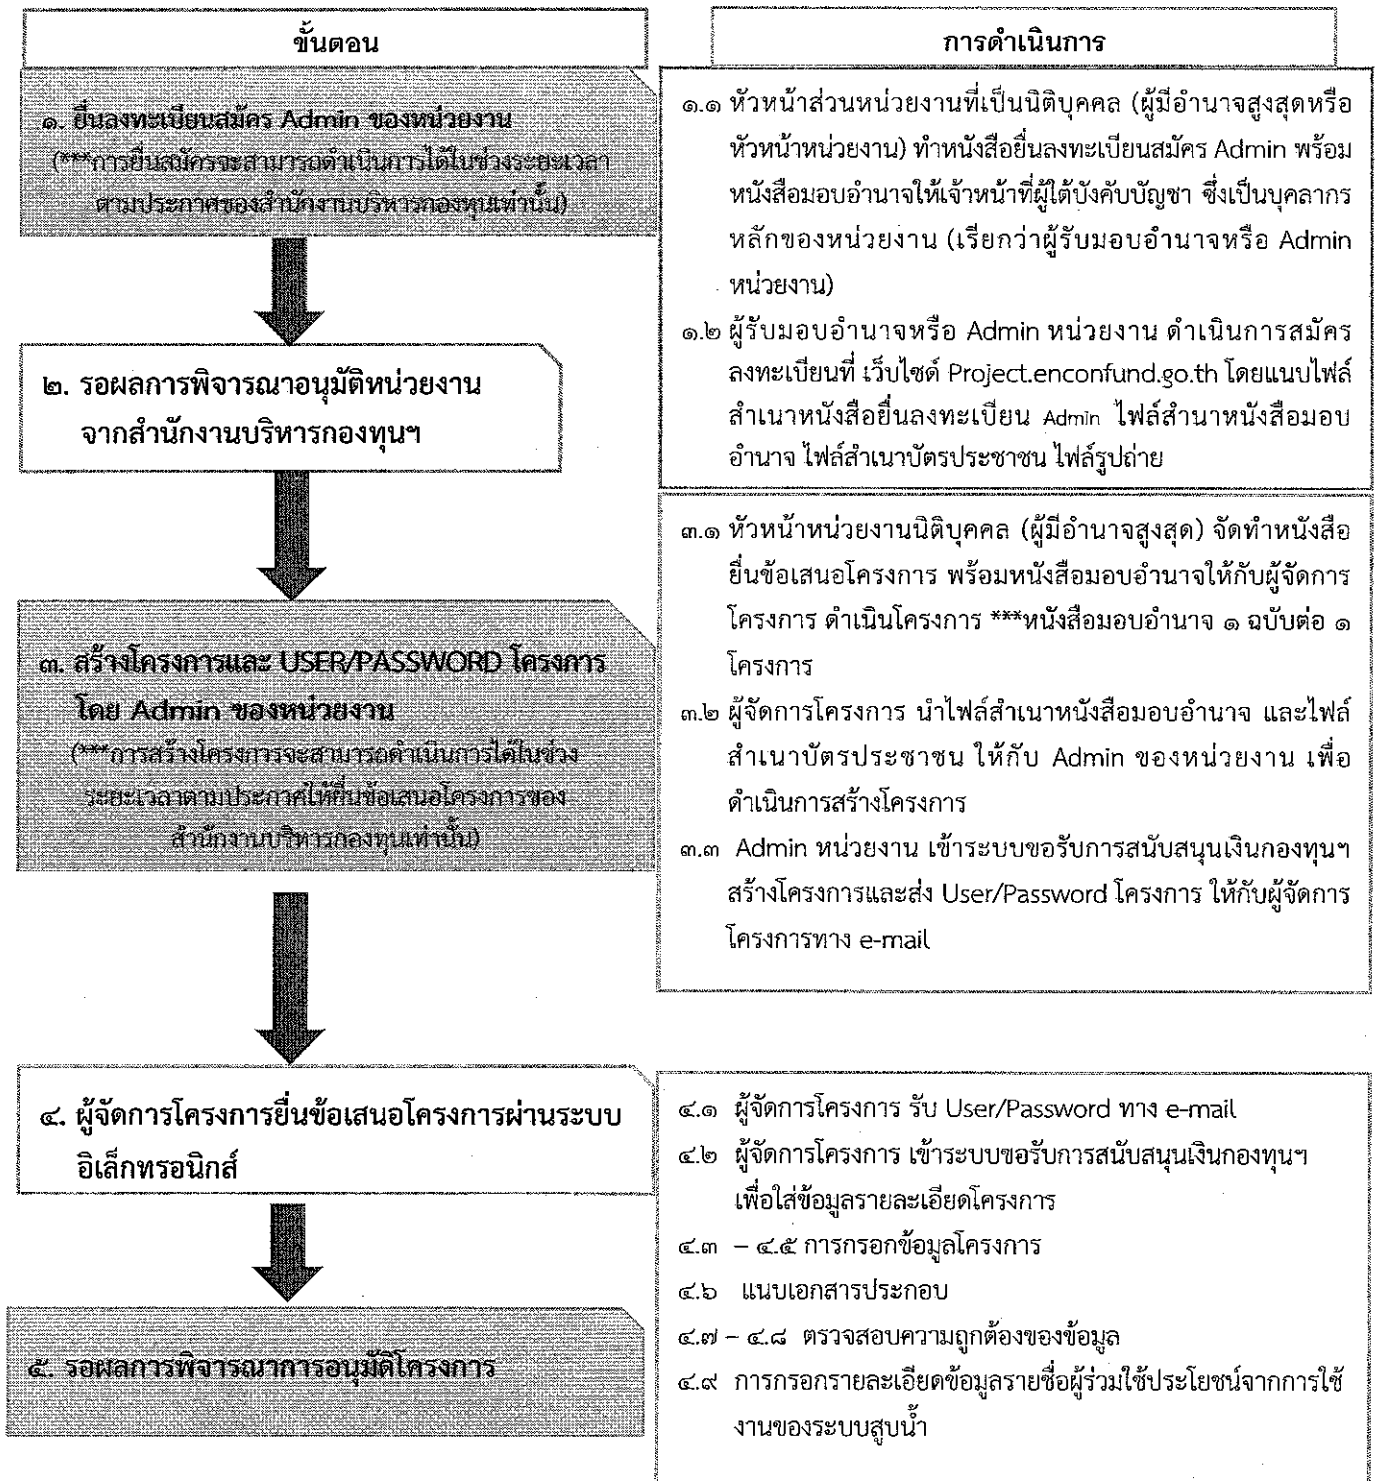 ขั้นตอน
๑. ยื่นลงทะเบียนสมัคร Admin ของหน่วยงาน
(***การยื่นสมัครจะสามารถดำเนินการได้ในช่วงระยะเวลา
ตามประกาศของสำนักงานบริหารกองทุนเท่านั้น)
๒. รอผลการพิจารณาอนุมัติหน่วยงาน
จากสำนักงานบริหารกองทุนฯ
๓. สร้างโครงการและ USER/PASSWORD โครงการ
โดย Admin ของหน่วยงาน
(***การสร้างโครงการจะสามารถดำเนินการได้ในช่วง
ระยะเวลาตามประกาศให้ยื่นข้อเสนอโครงการของ
สำนักงานบริหารกองทุนเท่านั้น)
๔. ผู้จัดการโครงการยื่นข้อเสนอโครงการผ่านระบบ
อิเล็กทรอนิกส์
๕. รอผลการพิจารณาการอนุมัติโครงการ
การดำเนินการ
๑.๑ หัวหน้าส่วนหน่วยงานที่เป็นนิติบุคคล (ผู้มีอำนาจสูงสุดหรือ
หัวหน้าหน่วยงาน) ทำหนังสือยื่นลงทะเบียนสมัคร Admin พร้อม
หนังสือมอบอำนาจให้เจ้าหน้าที่ผู้ใต้บังคับบัญชา ซึ่งเป็นบุคลากร
หลักของหน่วยงาน (เรียกว่าผู้รับมอบอำนาจหรือ Admin
หน่วยงาน)
๑.๒ ผู้รับมอบอำนาจหรือ Admin หน่วยงาน ดำเนินการสมัคร
ลงทะเบียนที่ เว็บไซต์ Project.enconfund.go.th โดยแนบไฟล์
สำเนาหนังสือยื่นลงทะเบียน Admin ไฟล์สำนาหนังสือมอบ
อำนาจ ไฟล์สำเนาบัตรประชาชน ไฟล์รูปถ่าย
๓.๑ หัวหน้าหน่วยงานนิติบุคคล (ผู้มีอำนาจสูงสุด) จัดทำหนังสือ
ยื่นข้อเสนอโครงการ พร้อมหนังสือมอบอำนาจให้กับผู้จัดการ
โครงการ ดำเนินโครงการ ***หนังสือมอบอำนาจ ๑ ฉบับต่อ ๑
โครงการ
๓.๒ ผู้จัดการโครงการ นำไฟล์สำเนาหนังสือมอบอำนาจ และไฟล์
สำเนาบัตรประชาชน ให้กับ Admin ของหน่วยงาน เพื่อ
ดำเนินการสร้างโครงการ
๓.๓ Admin หน่วยงาน เข้าระบบขอรับการสนับสนุนเงินกองทุนฯ
สร้างโครงการและส่ง User/Password โครงการ ให้กับผู้จัดการ
โครงการทาง e-mail
๔.๑ ผู้จัดการโครงการ รับ User/Password ทาง e-mail
๔.๒ ผู้จัดการโครงการ เข้าระบบขอรับการสนับสนุนเงินกองทุนฯ
เพื่อใส่ข้อมูลรายละเอียดโครงการ
๔.๓ – ๔.๕ การกรอกข้อมูลโครงการ
๔.๖ แนบเอกสารประกอบ
๔.๗ – ๔.๘ ตรวจสอบความถูกต้องของข้อมูล
๔.๙ การกรอกรายละเอียดข้อมูลรายชื่อผู้ร่วมใช้ประโยชน์จากการใช้
งานของระบบสูบน้ำ